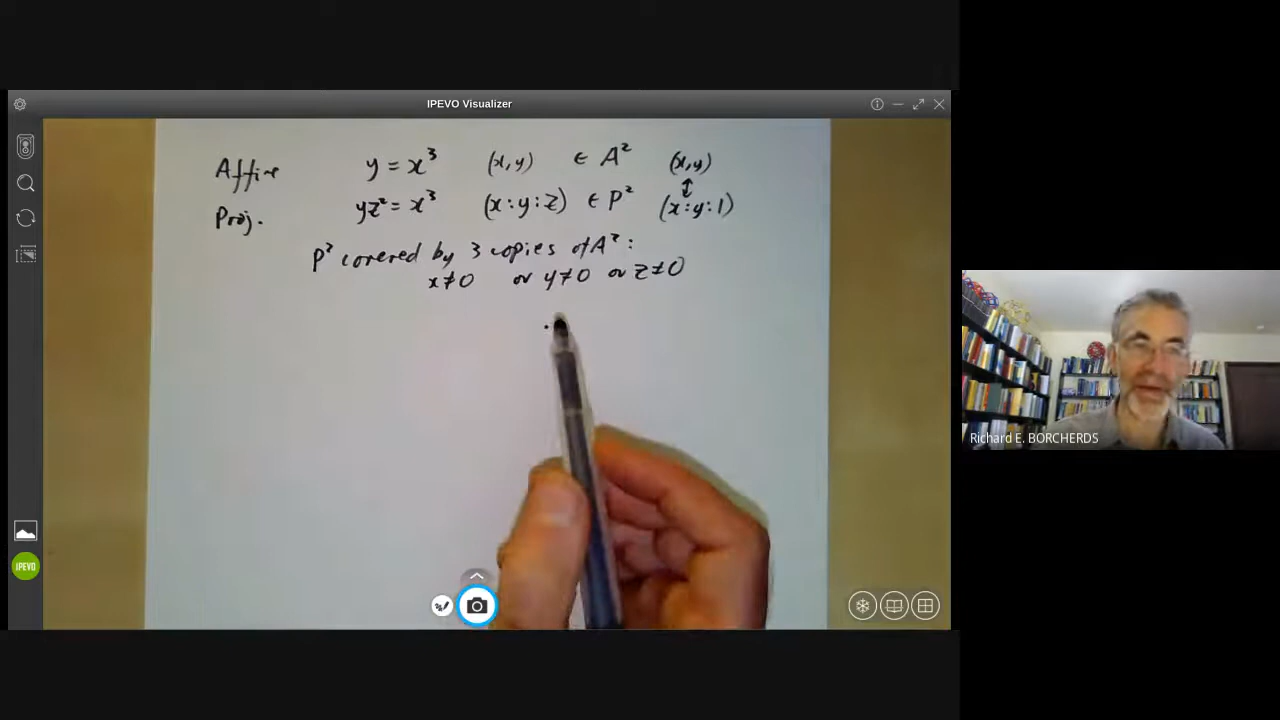 IPEVO Visualizer
Affine y = x³ (x,y) ∈ A² (x,y)
↕
Proj. yz² = x³ (x:y:z) ∈ P² (x:y:1)
P² covered by 3 copies of A²:
x≠0 or y≠0 or z≠0
Richard E. BORCHERDS
IPEVO